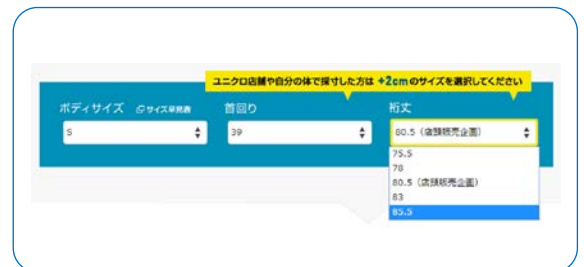 ユニクロ店舗や自分の体で採寸した方は +2cmのサイズを選択してください
ボディサイズ サイズ早見表 首回り 裄丈
S 39 80.5（店頭販売企画）
75.5
78
80.5（店頭販売企画）
83
85.5